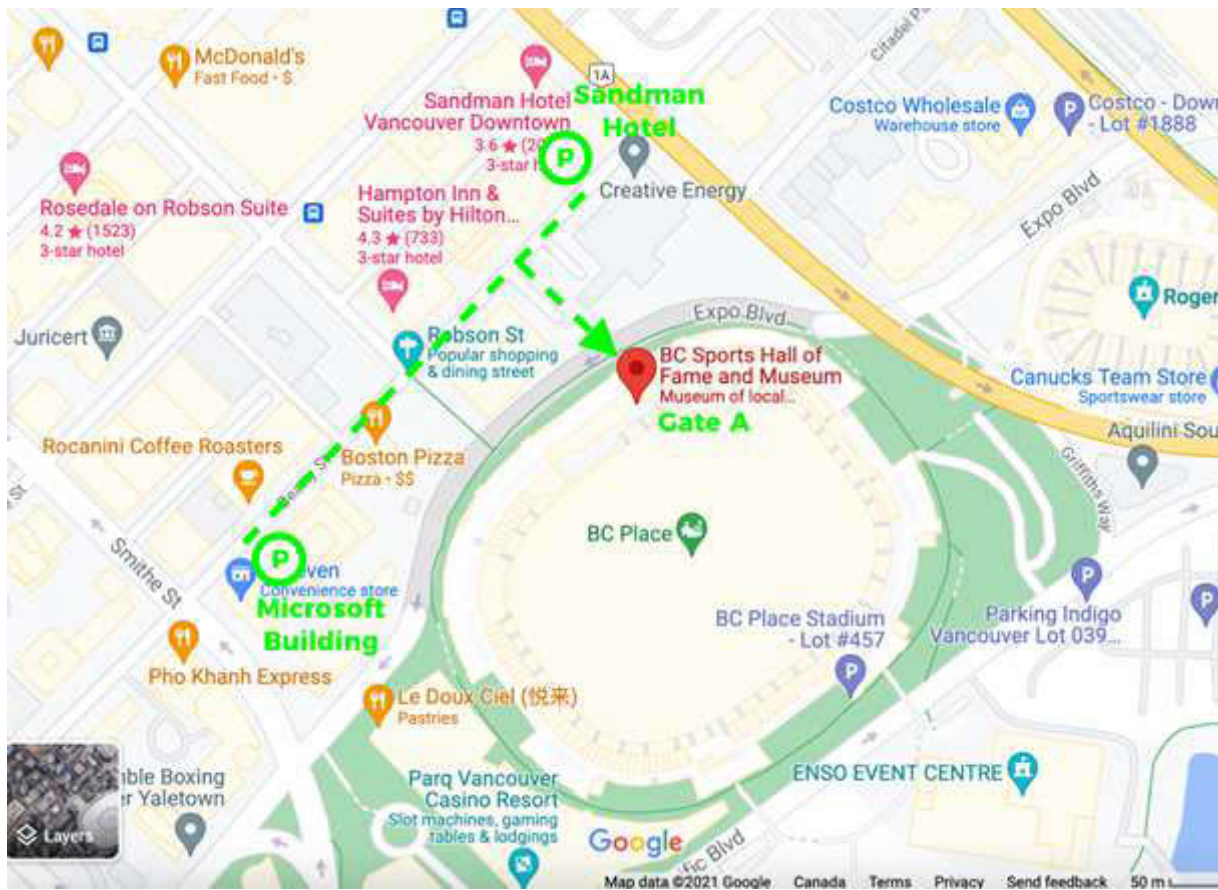 McDonald's
Fast Food · $
1A
Sandman Hotel
Vancouver Downtown
3.6 ★
3-star
Sandman
Hotel
P
Citadel
Costco Wholesale
Warehouse store
P
Costco - Down
- Lot #1888
Rosedale on Robson Suite
4.2 ★ (1523)
3-star hotel
Hampton Inn &
Suites by Hilton...
4.3 ★ (733)
3-star hotel
Creative Energy
Expo Blvd
Expo Blvd
Roger
Juricert
Robson St
Popular shopping
& dining street
BC Sports Hall of
Fame and Museum
Museum of local...
Gate A
Canucks Team Store
Sportswear store
Aquilini Sou
Griffiths Way
Rocanini Coffee Roasters
Boston Pizza
Pizza · $$
St
BC Place
Smithe St
P
Convenience store
Microsoft
Building
BC Place Stadium
- Lot #457
P
P
Parking Indigo
Vancouver Lot 039...
P
Pho Khanh Express
Le Doux Ciel (悦来)
Pastries
ble Boxing
r Yaletown
Layers
Parq Vancouver
Casino Resort
Slot machines, gaming
tables & lodgings
ENSO EVENT CENTRE
Google
fic Blvd
Map data ©2021 Google Canada Terms Privacy Send feedback 50 m